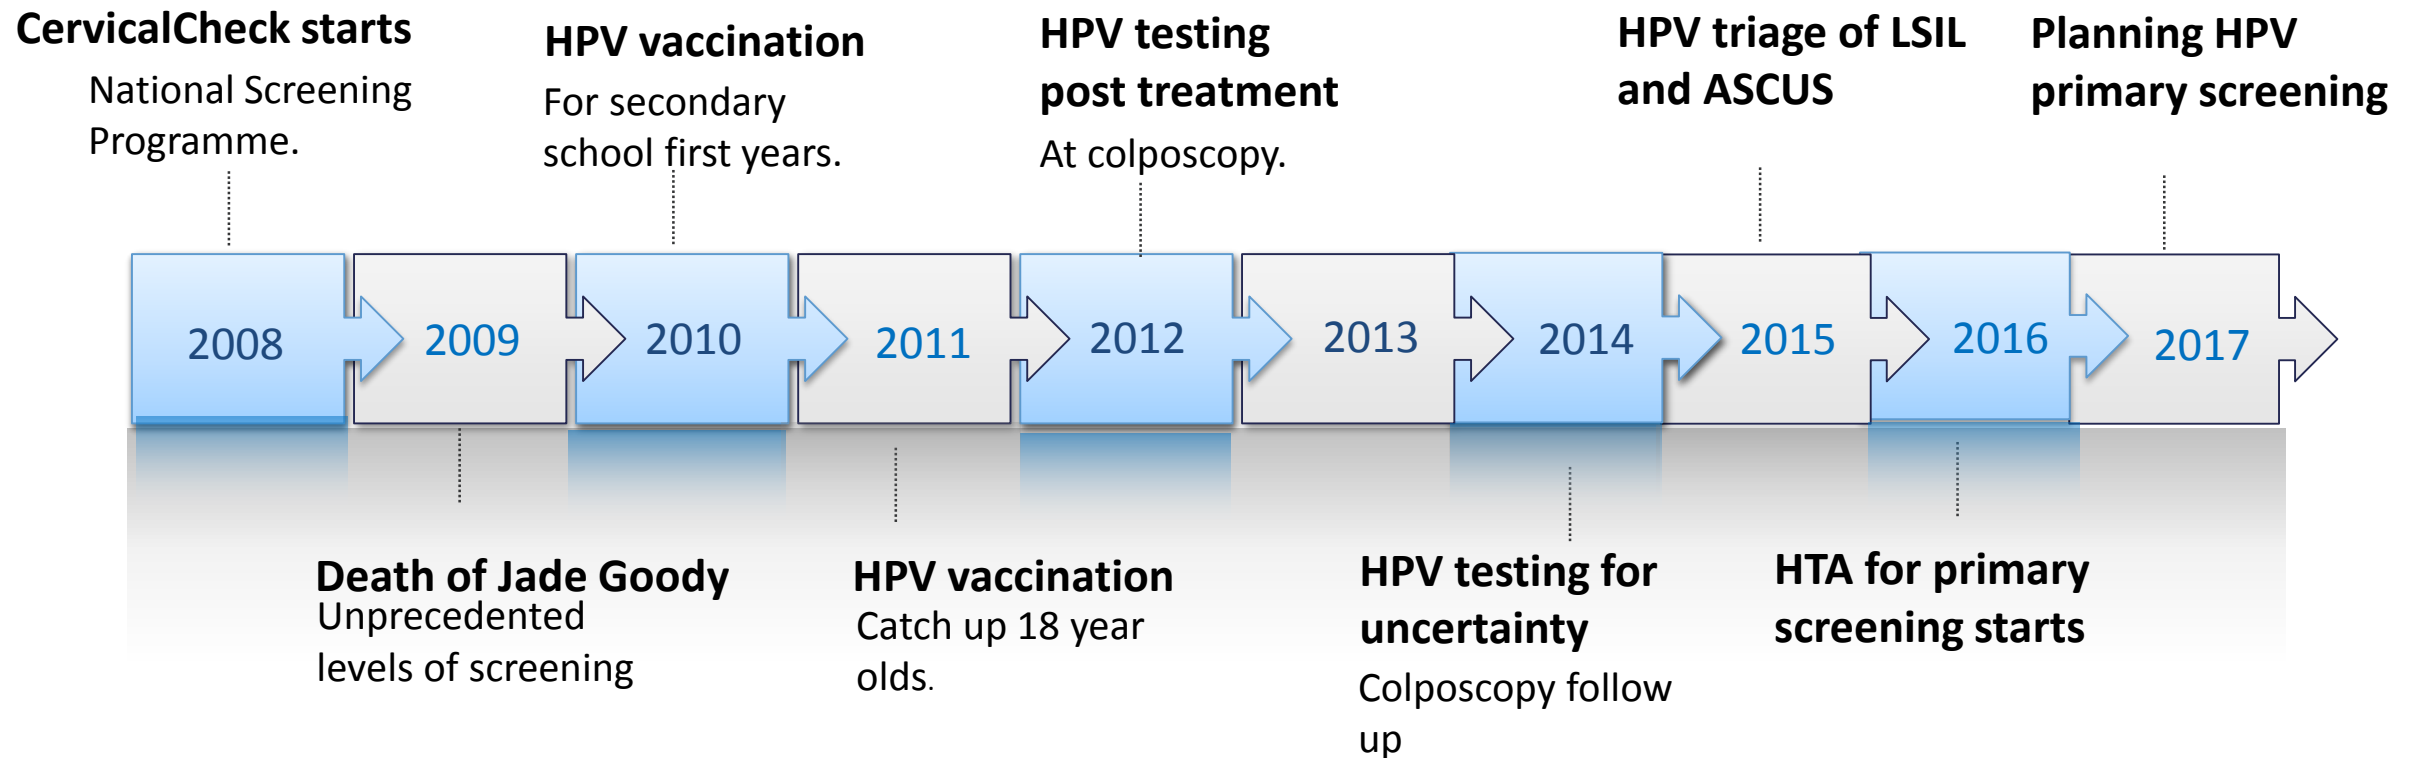 CervicalCheck starts
National Screening
Programme.
HPV vaccination
For secondary
school first years.
HPV testing
post treatment
At colposcopy.
HPV triage of LSIL
and ASCUS
Planning HPV
primary screening
2008
2009
2010
2011
2012
2013
2014
2015
2016
2017
Death of Jade Goody
Unprecedented
levels of screening
HPV vaccination
Catch up 18 year
olds.
HPV testing for
uncertainty
Colposcopy follow
up
HTA for primary
screening starts